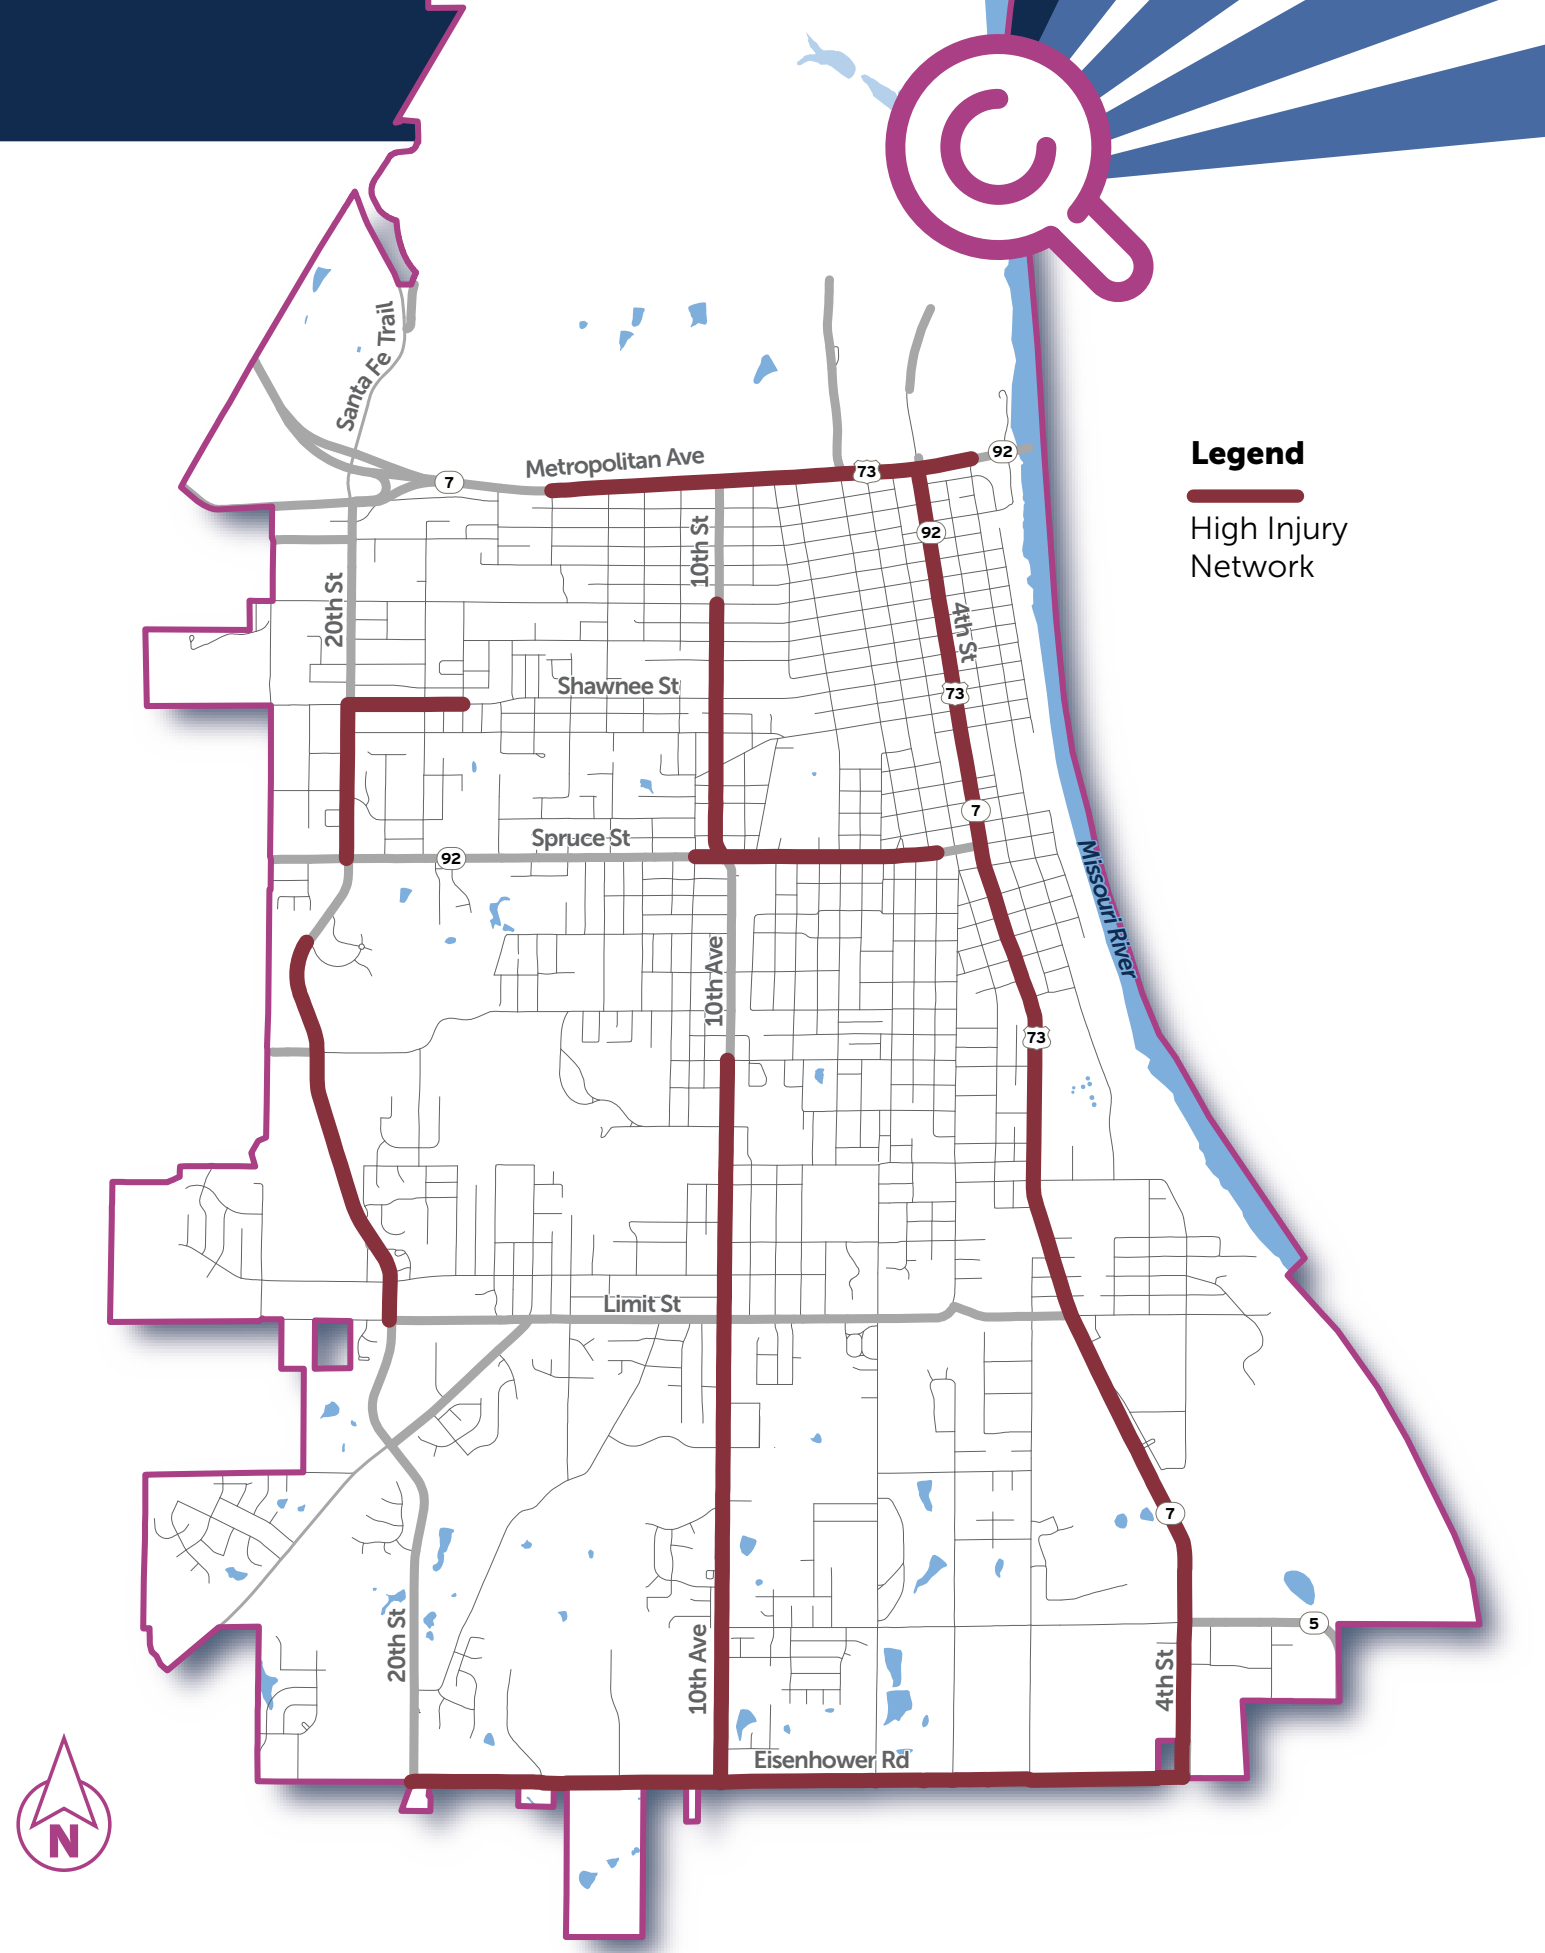 Santa Fe Trail
Metropolitan Ave
92
73
7
Legend
High Injury
Network
10th St
92
20th St
4th St
Shawnee St
73
7
Spruce St
92
Missouri River
10th Ave
73
Limit St
7
5
20th St
10th Ave
4th St
Eisenhower Rd
N